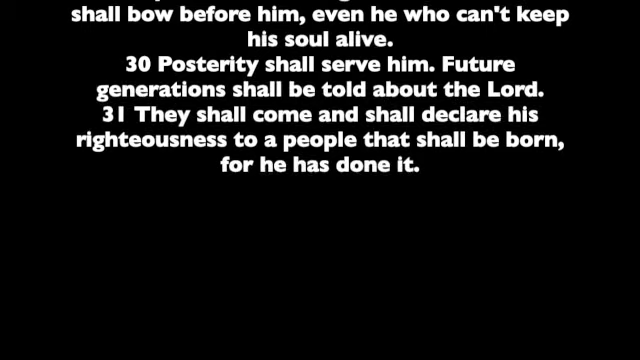 shall bow before him, even he who can't keep
his soul alive.
30 Posterity shall serve him. Future
generations shall be told about the Lord.
31 They shall come and shall declare his
righteousness to a people that shall be born,
for he has done it.